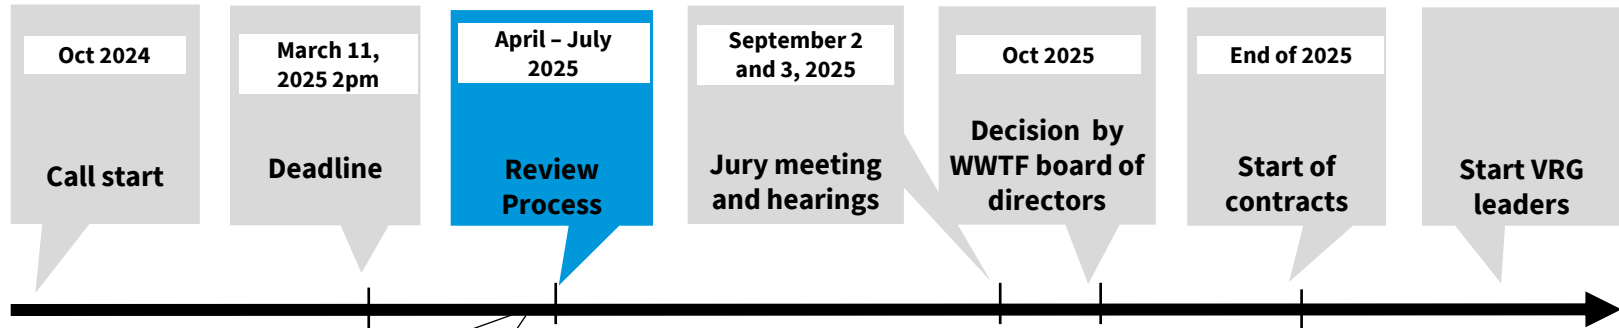 Oct 2024
Call start
March 11,
2025 2pm
Deadline
April – July
2025
Review
Process
September 2
and 3, 2025
Jury meeting
and hearings
Oct 2025
Decision by
WWTF board of
directors
End of 2025
Start of
contracts
Start VRG
leaders